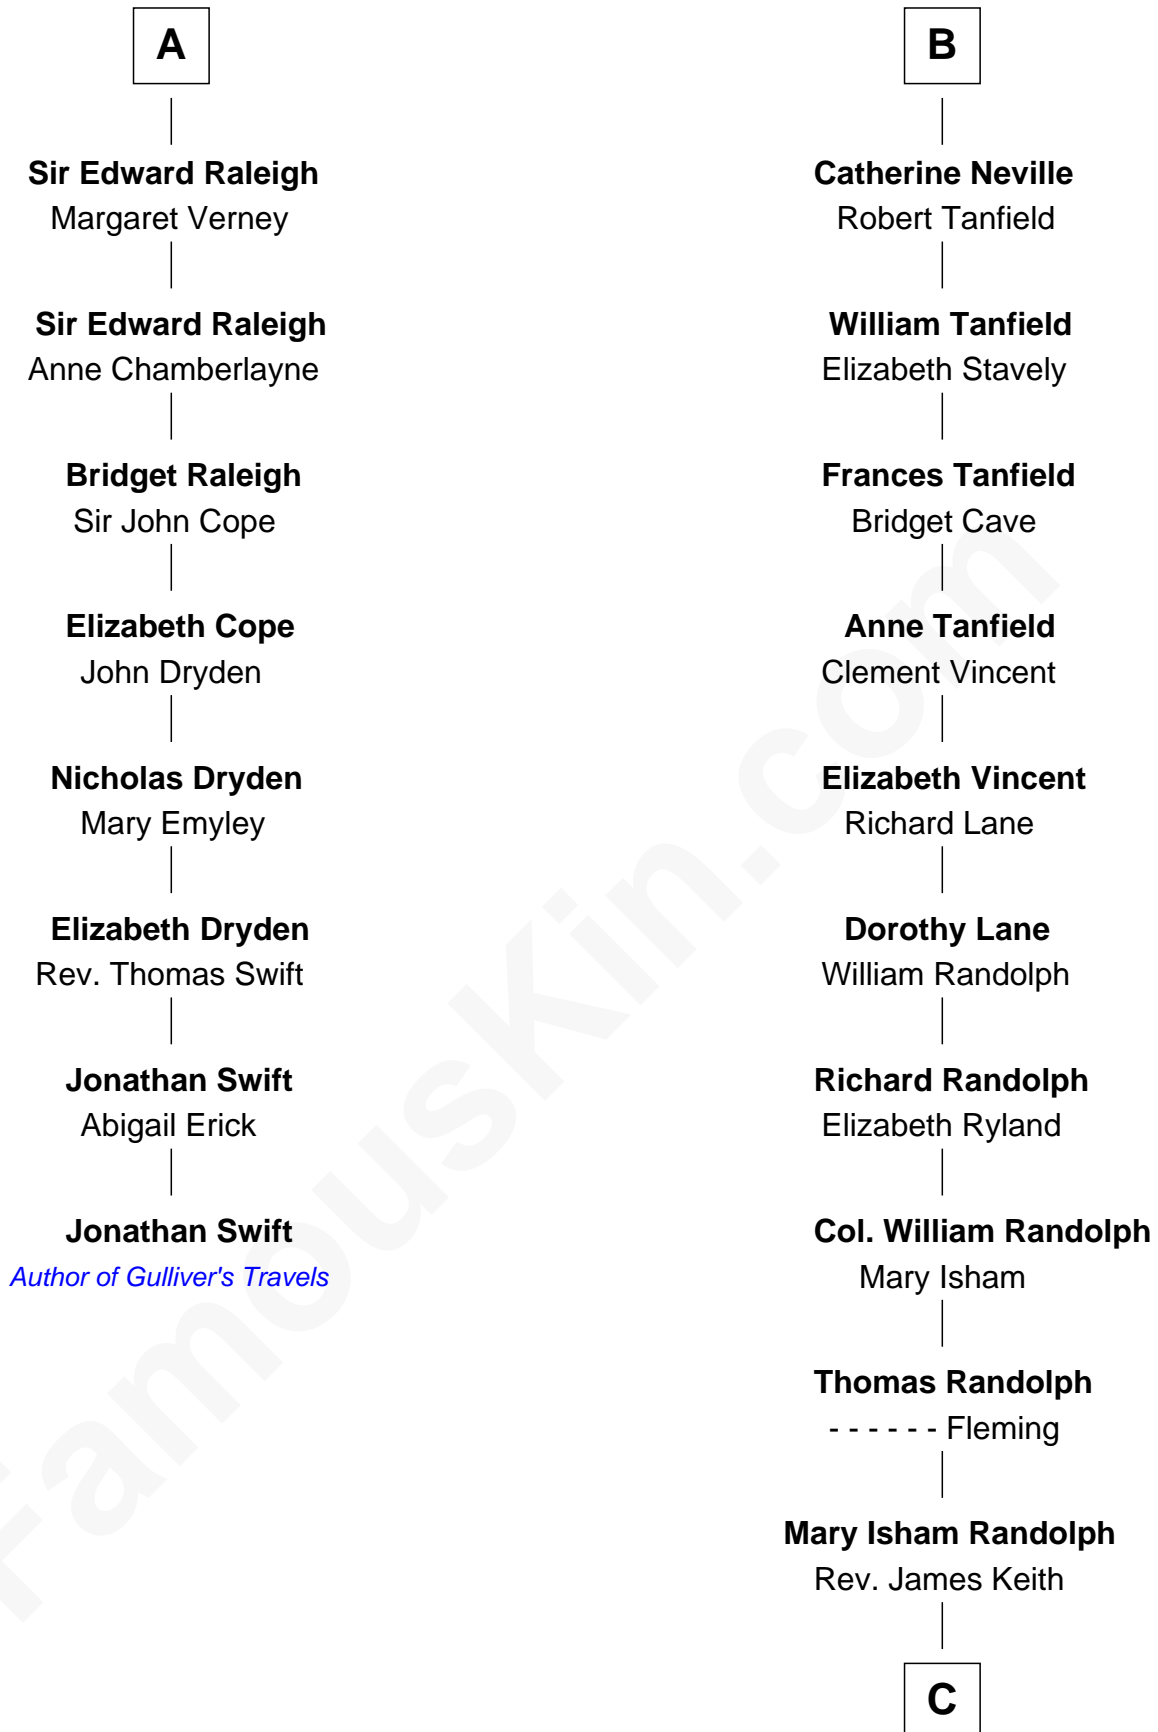 A
Sir Edward Raleigh
Margaret Verney
Sir Edward Raleigh
Anne Chamberlayne
Bridget Raleigh
Sir John Cope
Elizabeth Cope
John Dryden
Nicholas Dryden
Mary Emyley
Elizabeth Dryden
Rev. Thomas Swift
Jonathan Swift
Abigail Erick
Jonathan Swift
Author of Gulliver's Travels
B
Catherine Neville
Robert Tanfield
William Tanfield
Elizabeth Stavely
Frances Tanfield
Bridget Cave
Anne Tanfield
Clement Vincent
Elizabeth Vincent
Richard Lane
Dorothy Lane
William Randolph
Richard Randolph
Elizabeth Ryland
Col. William Randolph
Mary Isham
Thomas Randolph
- - - - - - Fleming
Mary Isham Randolph
Rev. James Keith
C
FamousKin.com